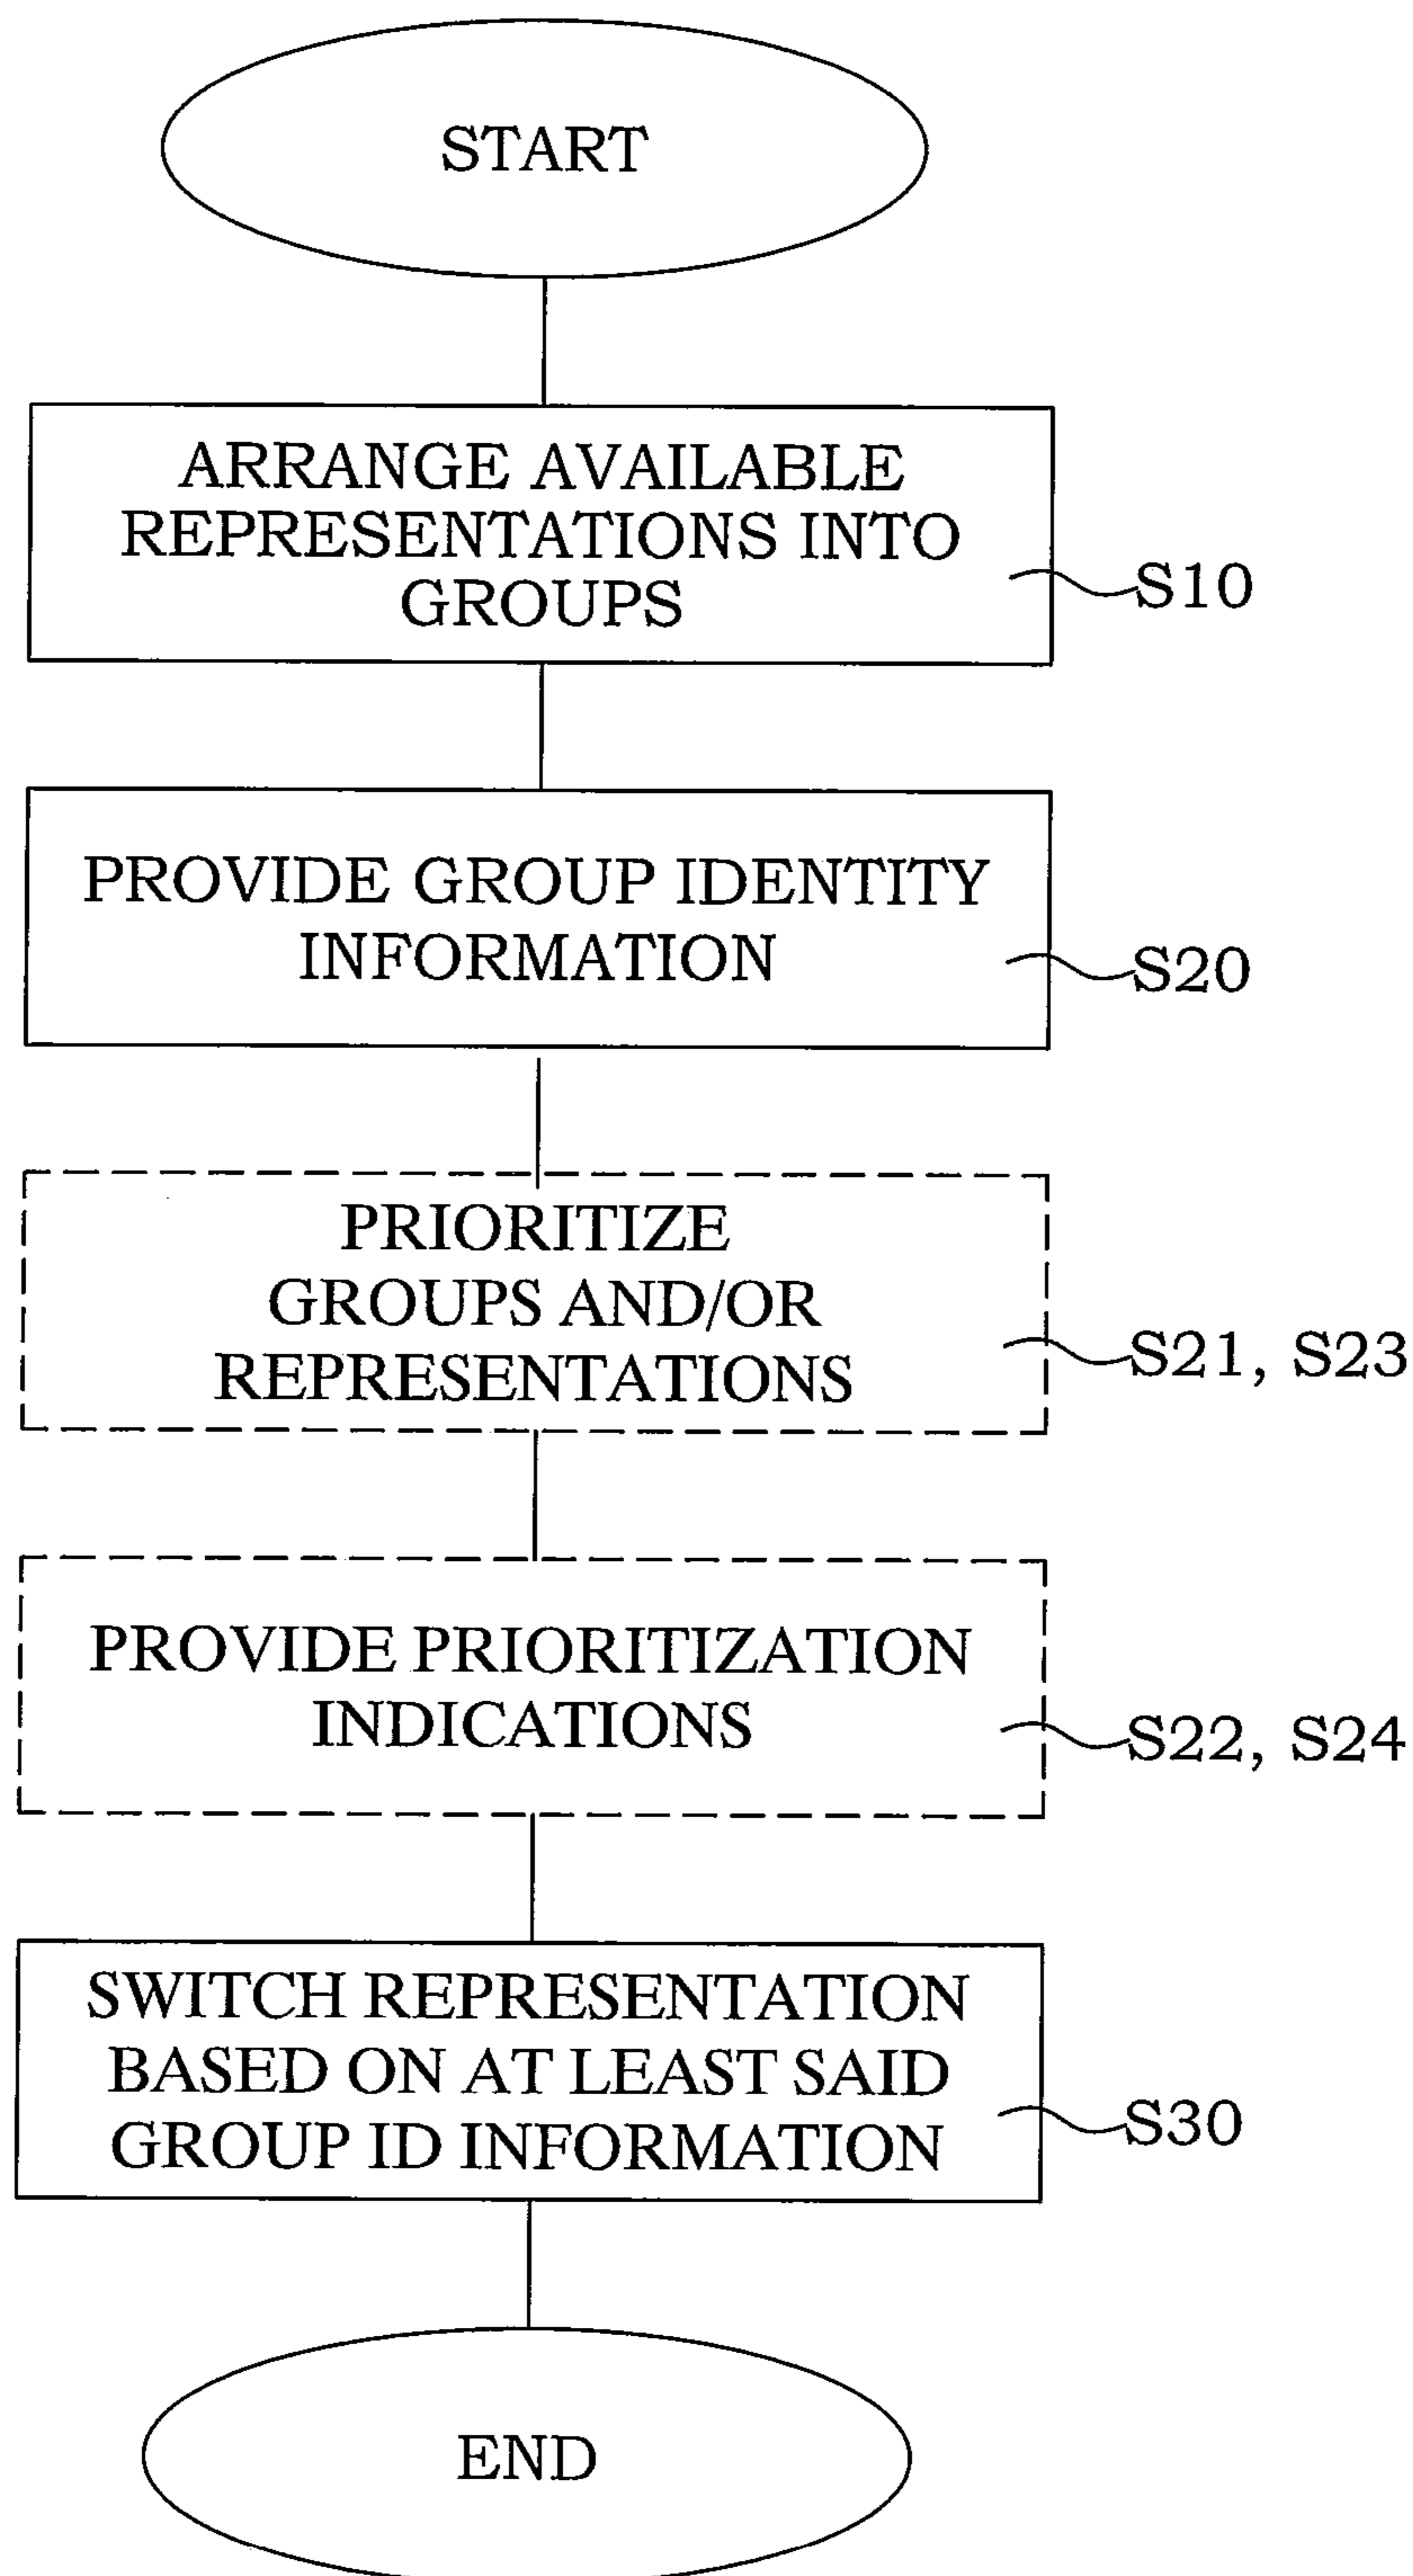 START
ARRANGE AVAILABLE
REPRESENTATIONS INTO
GROUPS
S10
PROVIDE GROUP IDENTITY
INFORMATION
S20
PRIORITIZE
GROUPS AND/OR
REPRESENTATIONS
S21, S23
PROVIDE PRIORITIZATION
INDICATIONS
S22, S24
SWITCH REPRESENTATION
BASED ON AT LEAST SAID
GROUP ID INFORMATION
S30
END